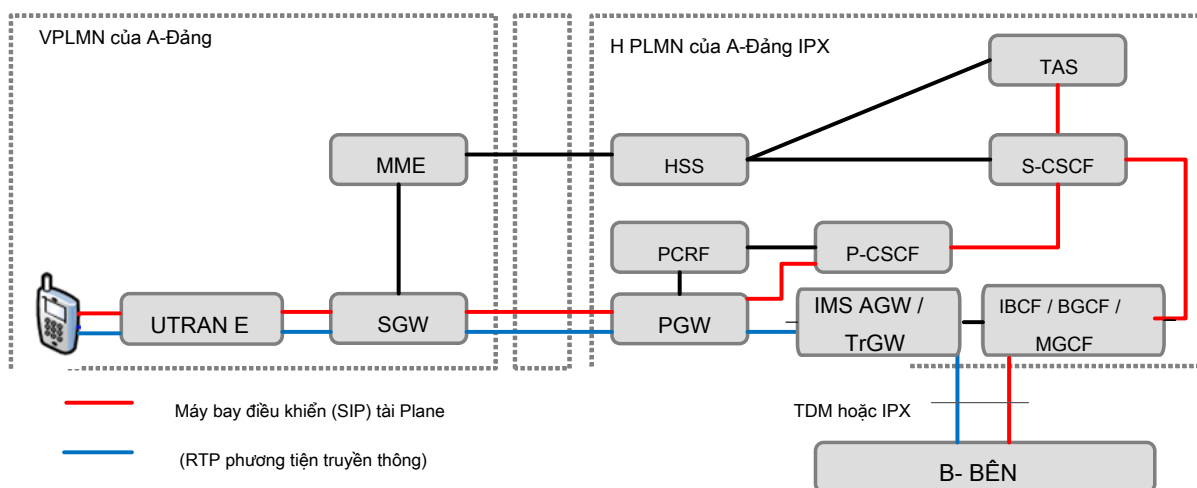 VPLMN của A-Đảng
H PLMN của A-Đảng IPX
TAS
MME
HSS
S-CSCF
PCRF
P-CSCF
UTRAN E
SGW
PGW
IMS AGW /
TrGW
IBCF / BGCF /
MGCF
Máy bay điều khiển (SIP) tài Plane
TDM hoặc IPX
(RTP phương tiện truyền thông)
B- BÊN